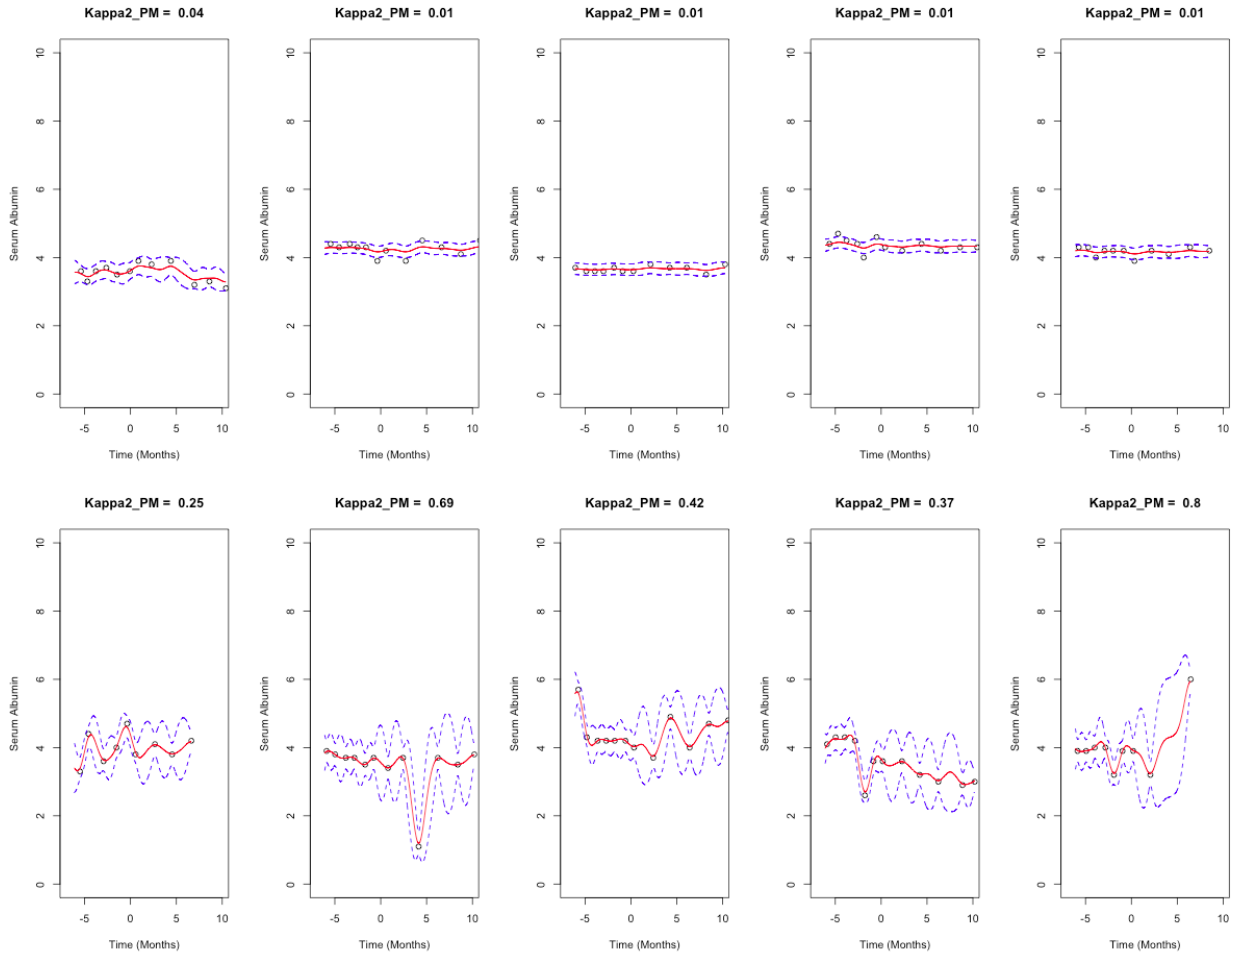 Kappa2_PM = 0.04
Kappa2_PM = 0.01
Kappa2_PM = 0.01
Kappa2_PM = 0.01
Kappa2_PM = 0.01
Serum Albumin
0 2 4 6 8 10
-5 0 5 10
Time (Months)
Serum Albumin
0 2 4 6 8 10
-5 0 5 10
Time (Months)
Serum Albumin
0 2 4 6 8 10
-5 0 5 10
Time (Months)
Serum Albumin
0 2 4 6 8 10
-5 0 5 10
Time (Months)
Serum Albumin
0 2 4 6 8 10
-5 0 5 10
Time (Months)
Kappa2_PM = 0.25
Kappa2_PM = 0.69
Kappa2_PM = 0.42
Kappa2_PM = 0.37
Kappa2_PM = 0.8
Serum Albumin
0 2 4 6 8 10
-5 0 5 10
Time (Months)
Serum Albumin
0 2 4 6 8 10
-5 0 5 10
Time (Months)
Serum Albumin
0 2 4 6 8 10
-5 0 5 10
Time (Months)
Serum Albumin
0 2 4 6 8 10
-5 0 5 10
Time (Months)
Serum Albumin
0 2 4 6 8 10
-5 0 5 10
Time (Months)